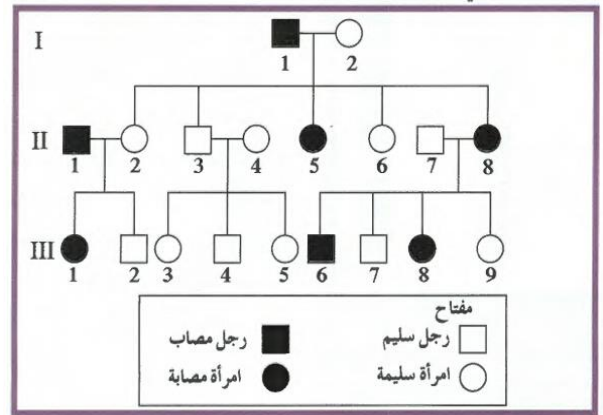 I
1 2
II
1 2 3 4 5 6 7 8
III
1 2 3 4 5 6 7 8 9
مفتاح
رجل سليم
رجل مصاب
امرأة سليمة
امرأة مصابة